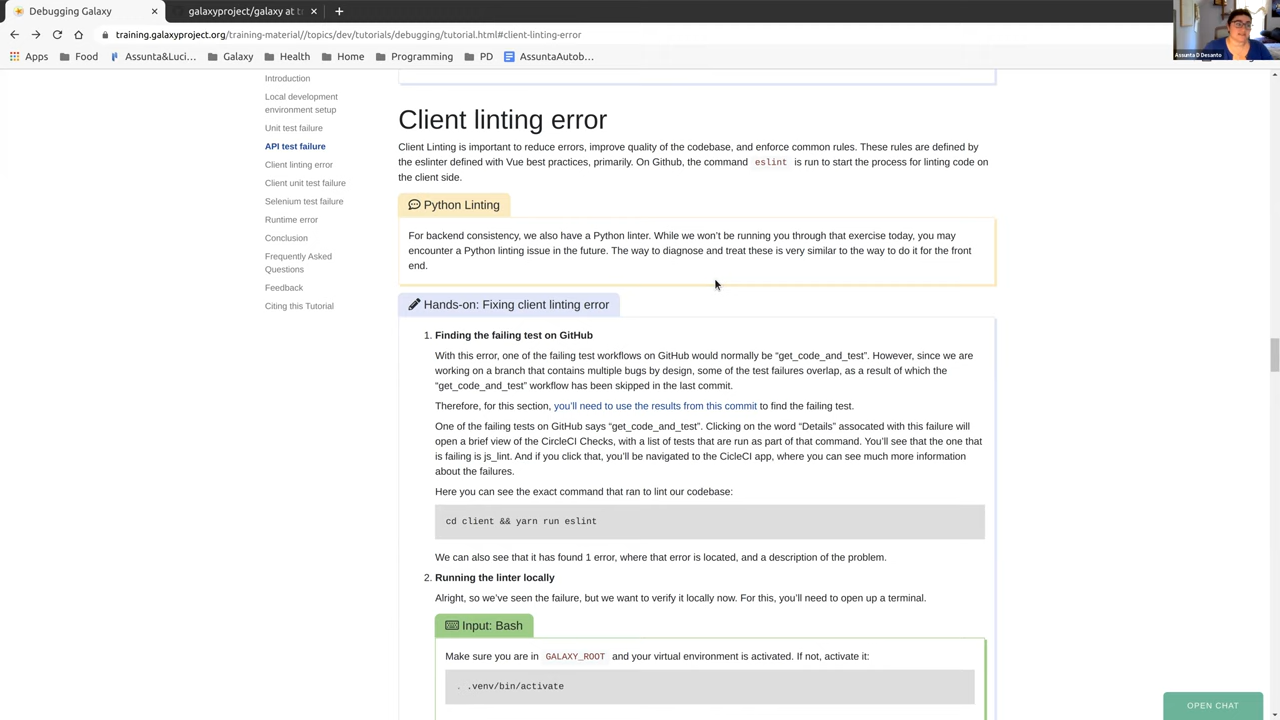 Debugging Galaxy
galaxyproject/galaxy at t
training.galaxyproject.org/training-material//topics/dev/tutorials/debugging/tutorial.html#client-linting-error
Assunta D Desanto
Apps
Food
Assunta&Luci...
Galaxy
Health
Home
Programming
AssuntaAutob...
Introduction
Local development
environment setup
Unit test failure
API test failure
Client linting error
Client unit test failure
Selenium test failure
Runtime error
Conclusion
Frequently Asked
Questions
Feedback
Citing this Tutorial
Client linting error
Client Linting is important to reduce errors, improve quality of the codebase, and enforce common rules. These rules are defined by
the eslinter defined with Vue best practices, primarily. On Github, the command eslint is run to start the process for linting code on
the client side.
Python Linting
For backend consistency, we also have a Python linter. While we won't be running you through that exercise today, you may
encounter a Python linting issue in the future. The way to diagnose and treat these is very similar to the way to do it for the front
end.
Hands-on: Fixing client linting error
1. Finding the failing test on GitHub
With this error, one of the failing test workflows on GitHub would normally be "get_code_and_test". However, since we are
working on a branch that contains multiple bugs by design, some of the test failures overlap, as a result of which the
"get_code_and_test" workflow has been skipped in the last commit.
Therefore, for this section, you'll need to use the results from this commit to find the failing test.
One of the failing tests on GitHub says "get_code_and_test". Clicking on the word "Details" assocated with this failure will
open a brief view of the CircleCI Checks, with a list of tests that are run as part of that command. You'll see that the one that
is failing is js_lint. And if you click that, you'll be navigated to the CicleCI app, where you can see much more information
about the failures.
Here you can see the exact command that ran to lint our codebase:
cd client && yarn run eslint
We can also see that it has found 1 error, where that error is located, and a description of the problem.
2. Running the linter locally
Alright, so we've seen the failure, but we want to verify it locally now. For this, you'll need to open up a terminal.
Input: Bash
Make sure you are in GALAXY_ROOT and your virtual environment is activated. If not, activate it:
. .venv/bin/activate
OPEN CHAT